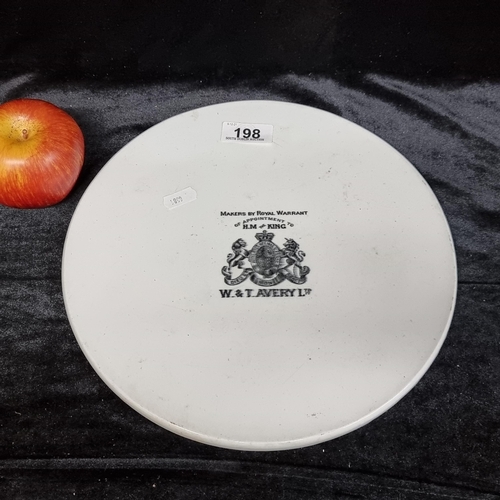 198
MAKERS BY ROYAL WARRANT
OF APPOINTMENT TO
H.M THE KING
W. & T. AVERY LTD